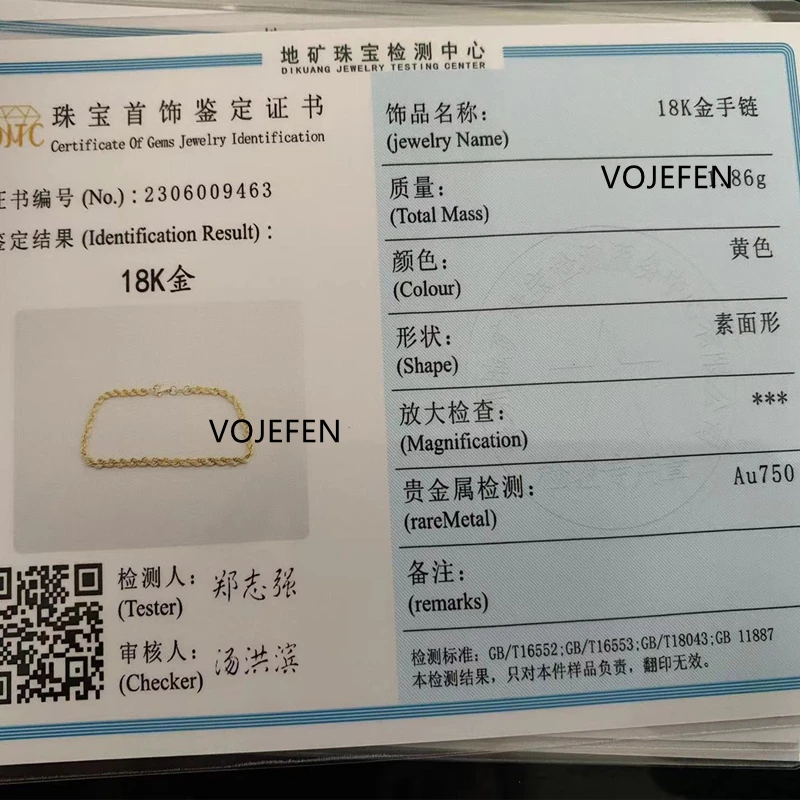 地矿珠宝检测中心
DIKUANG JEWELRY TESTING CENTER
珠宝首饰鉴定证书
Certificate Of Gems Jewelry Identification
证书编号 (No.) : 2306009463
鉴定结果 (Identification Result) :
18K金
VOJEFEN
检测人:
(Tester)
郑志强
审核人:
(Checker)
汤洪滨
饰品名称:
(jewelry Name)
18K金手链
质量:
(Total Mass)
VOJEFEN
.86g
颜色:
(Colour)
黄色
形状:
(Shape)
素面形
放大检查:
(Magnification)
***
贵金属检测:
(rareMetal)
Au750
备注:
(remarks)
检测标准: GB/T16552;GB/T16553;GB/T18043;GB 11887
本检测结果，只对本件样品负责，翻印无效。